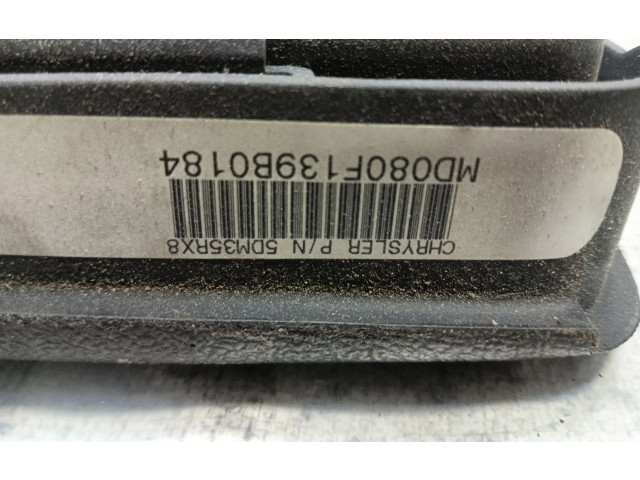 CHRYSLER P/N 5DM35RX8
MD080F139B0184